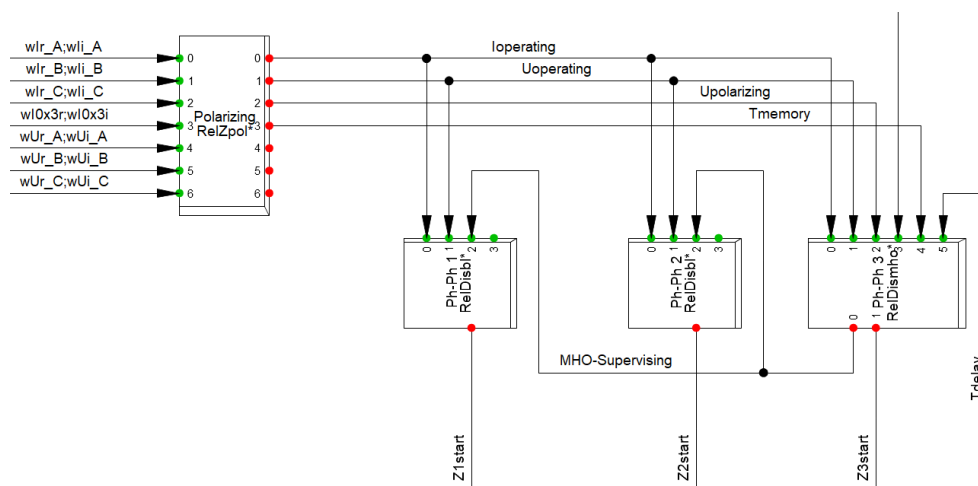 wIr_A;wIi_A
wIr_B;wIi_B
wIr_C;wIi_C
wI0x3r;wI0x3i
wUr_A;wUi_A
wUr_B;wUi_B
wUr_C;wUi_C
0 0
1 1
2 2
3 3
4 4
5 5
6 6
Polarizing
RelZpol*
Ioperating
Uoperating
Upolarizing
Tmemory
0 1 2 3
Ph-Ph 1
RelDisbl*
0 1 2 3
Ph-Ph 2
RelDisbl*
0 1 2 3 4 5
Ph-Ph 3
RelDismho*
0 1
MHO-Supervising
Tdelay
Z1start
Z2start
Z3start